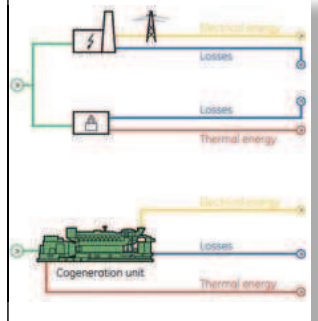 Electrical energy
Losses
Losses
Thermal energy
Electrical energy
Losses
Cogeneration unit
Thermal energy